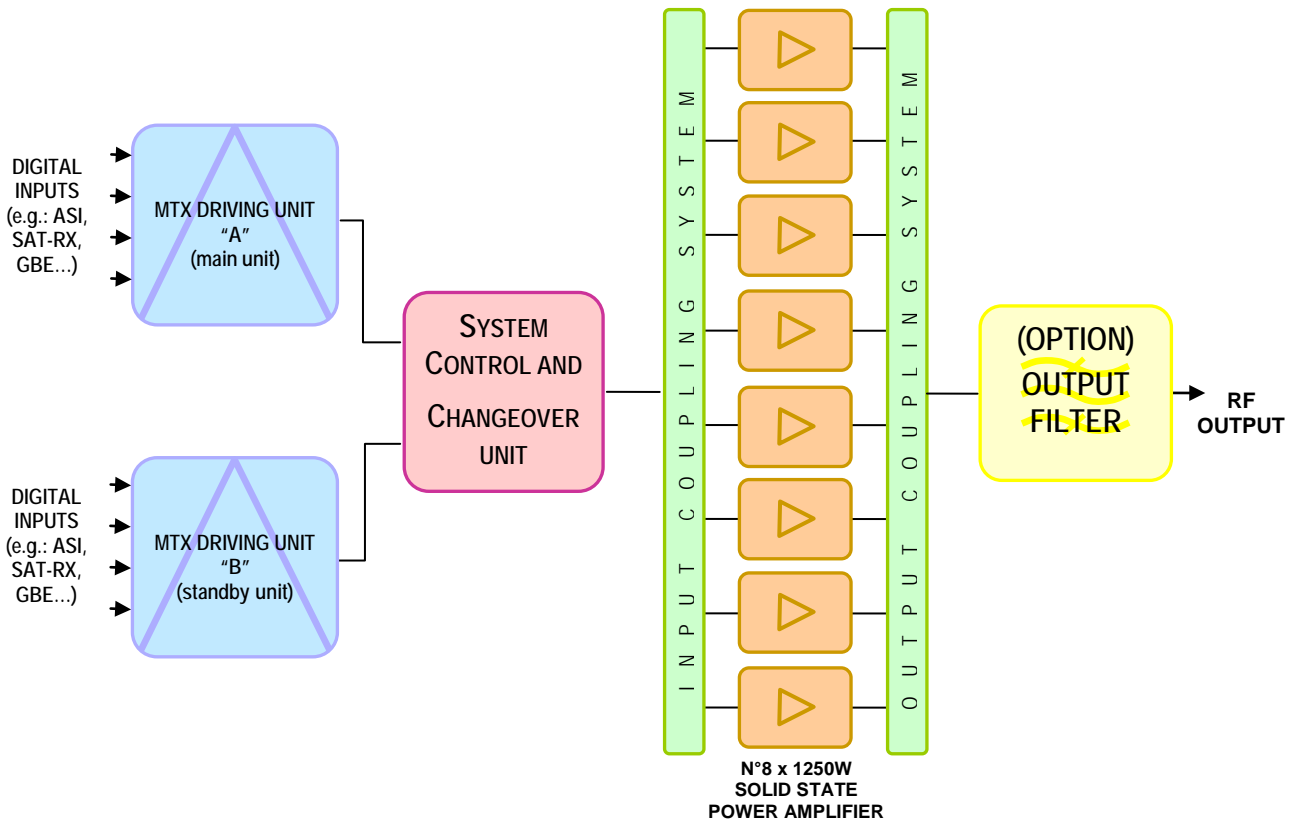 DIGITAL
INPUTS
(e.g.: ASI,
SAT-RX,
GBE...)
MTX DRIVING UNIT
“A”
(main unit)
DIGITAL
INPUTS
(e.g.: ASI,
SAT-RX,
GBE...)
MTX DRIVING UNIT
“B”
(standby unit)
SYSTEM
CONTROL AND
CHANGEOVER
UNIT
INPUT COUPLING SYSTEM
N°8 x 1250W
SOLID STATE
POWER AMPLIFIER
OUTPUT COUPLING SYSTEM
(OPTION)
OUTPUT
FILTER
RF
OUTPUT